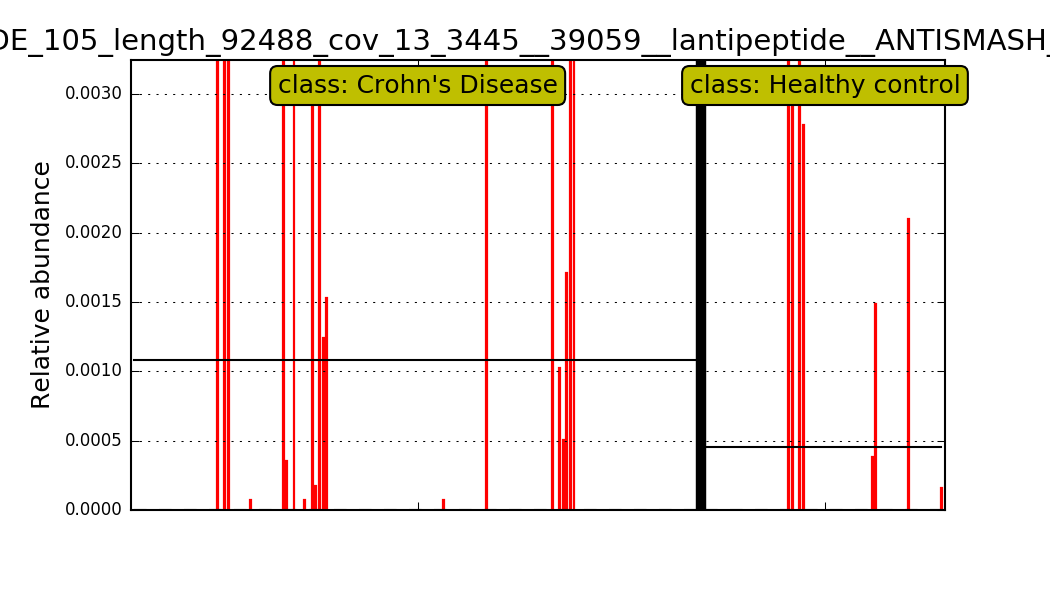 DE_105_length_92488_cov_13_3445__39059__lantipeptide__ANTISMASH_
class: Crohn's Disease
class: Healthy control
Relative abundance
0.0030
0.0025
0.0020
0.0015
0.0010
0.0005
0.0000